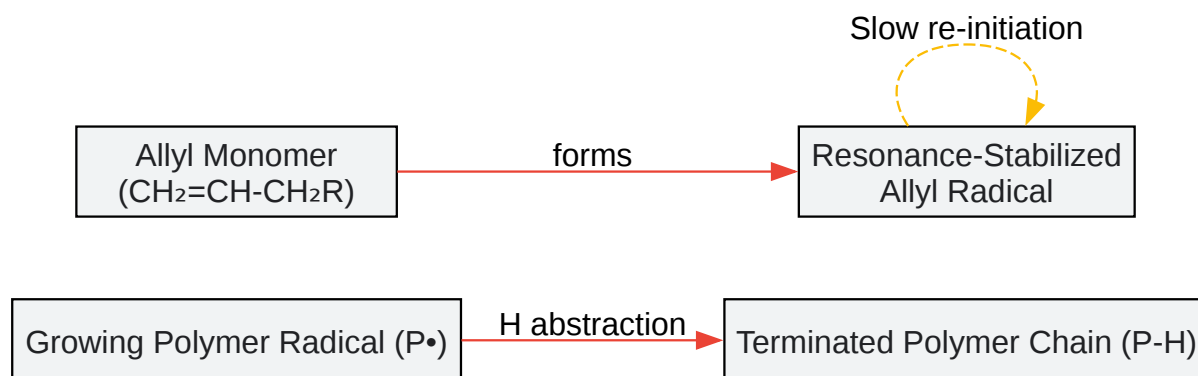 Slow re-initiation
Allyl Monomer
(CH₂=CH-CH₂R)
forms
Resonance-Stabilized
Allyl Radical
Growing Polymer Radical (P•)
H abstraction
Terminated Polymer Chain (P-H)